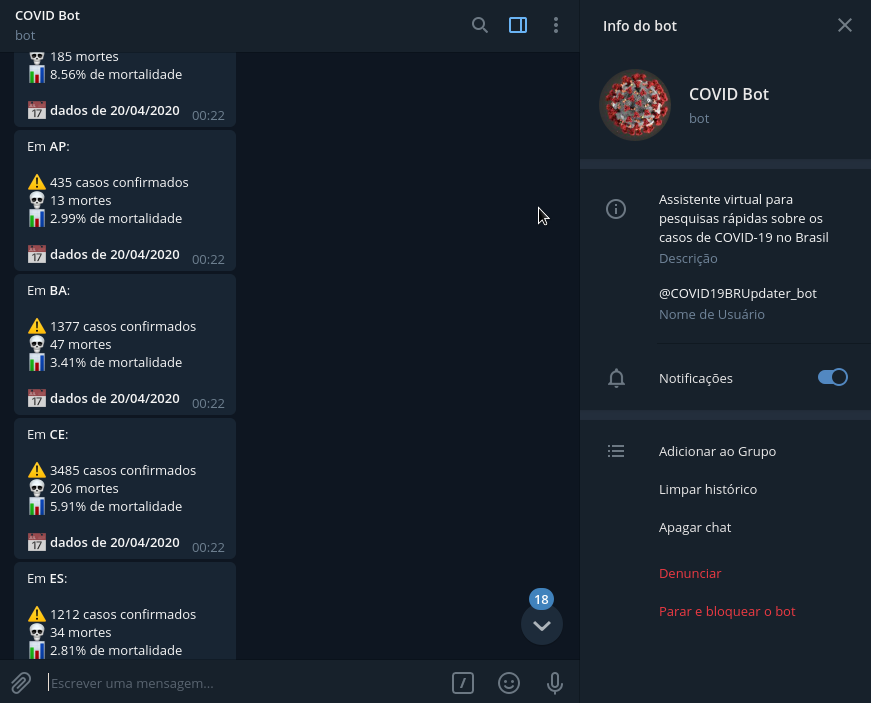 COVID Bot
bot
185 mortes
8.56% de mortalidade
dados de 20/04/2020 00:22
Em AP:
435 casos confirmados
13 mortes
2.99% de mortalidade
dados de 20/04/2020 00:22
Em BA:
1377 casos confirmados
47 mortes
3.41% de mortalidade
dados de 20/04/2020 00:22
Em CE:
3485 casos confirmados
206 mortes
5.91% de mortalidade
dados de 20/04/2020 00:22
Em ES:
1212 casos confirmados
34 mortes
2.81% de mortalidade
18
Escrever uma mensagem...
Info do bot
COVID Bot
bot
Assistente virtual para
pesquisas rápidas sobre os
casos de COVID-19 no Brasil
Descrição
@COVID19BRUpdater_bot
Nome de Usuário
Notificações
Adicionar ao Grupo
Limpar histórico
Apagar chat
Denunciar
Parar e bloquear o bot